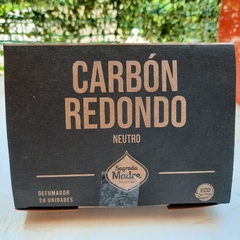 CARBÓN
REDONDO
NEUTRO
Sagrada
Madre
DEFUMADOR
24 UNIDADES
ECO